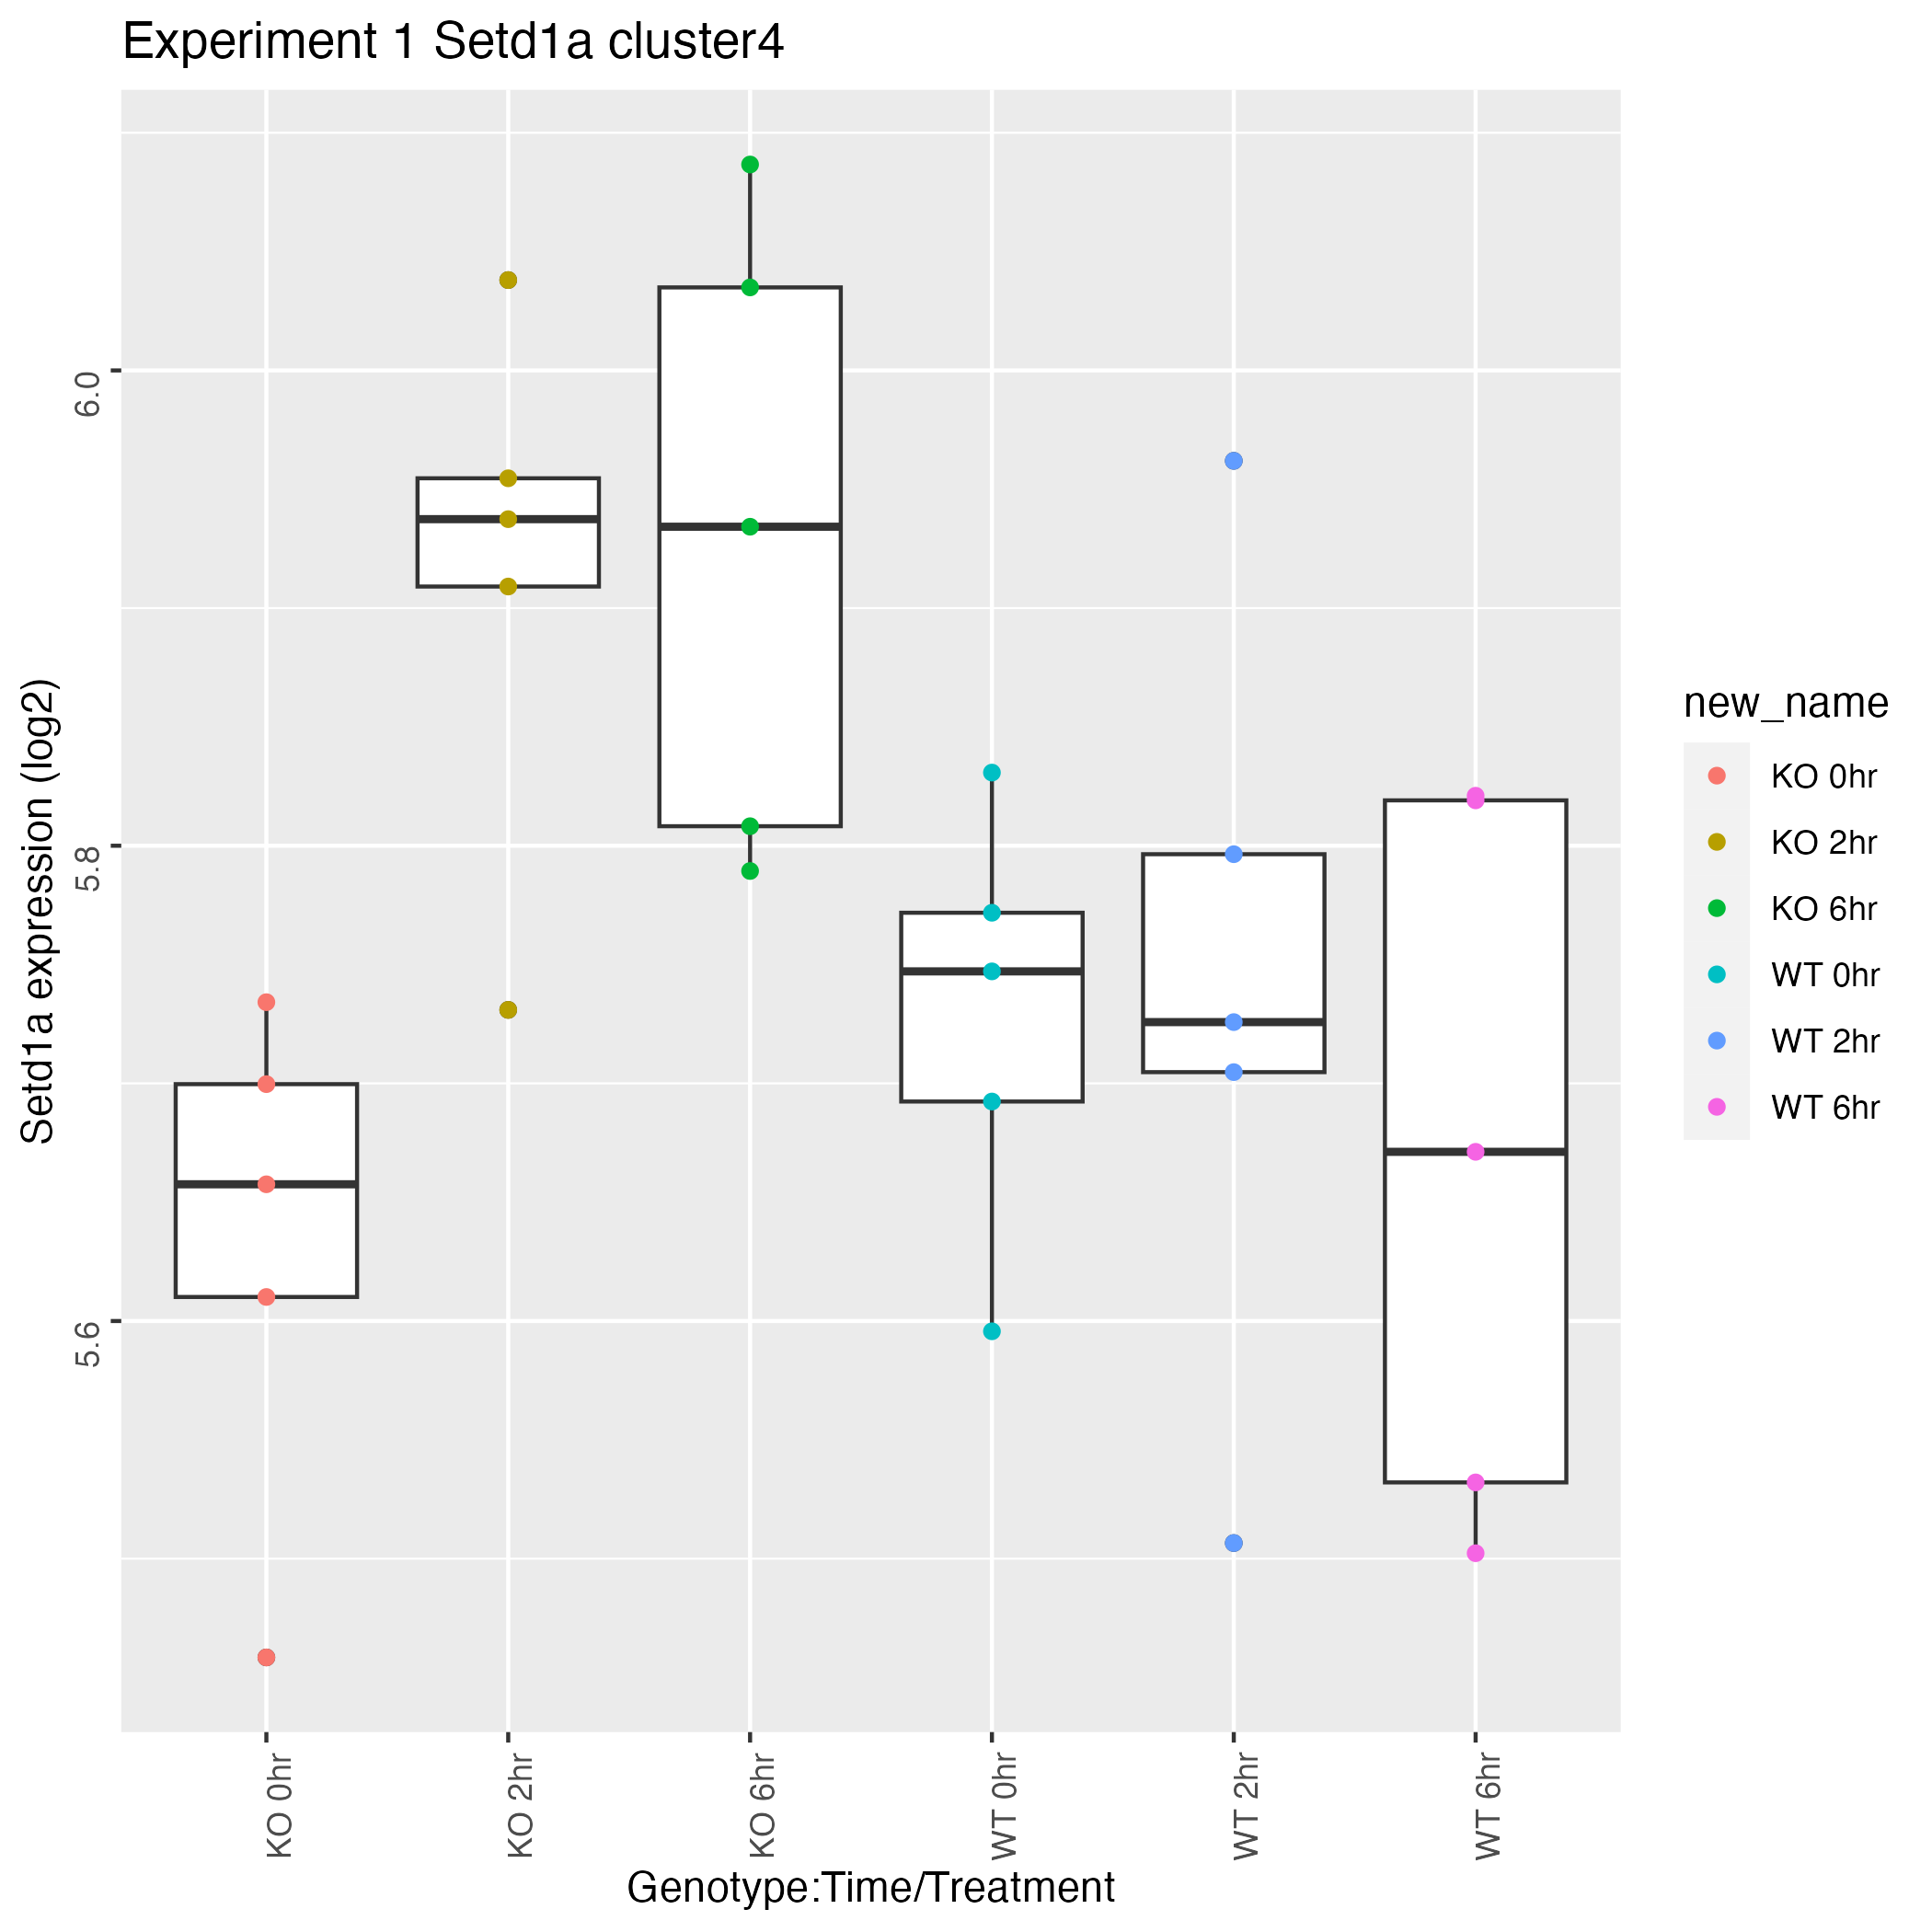 Experiment 1 Setd1a cluster4
Setd1a expression (log2)
6.0
5.8
5.6
KO 0hr
KO 2hr
KO 6hr
WT 0hr
WT 2hr
WT 6hr
Genotype:Time/Treatment
new_name
KO 0hr
KO 2hr
KO 6hr
WT 0hr
WT 2hr
WT 6hr